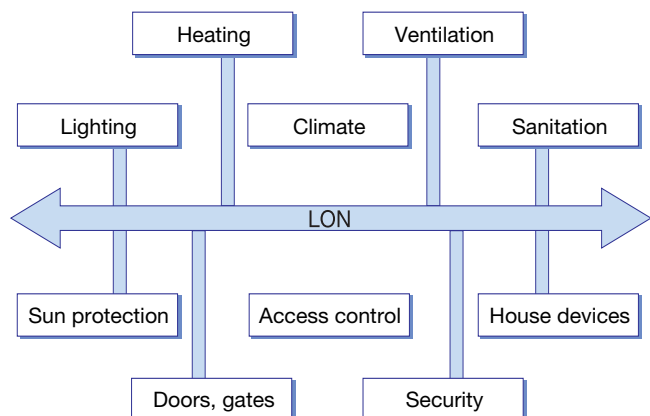 Heating
Ventilation
Lighting
Climate
Sanitation
LON
Sun protection
Access control
House devices
Doors, gates
Security